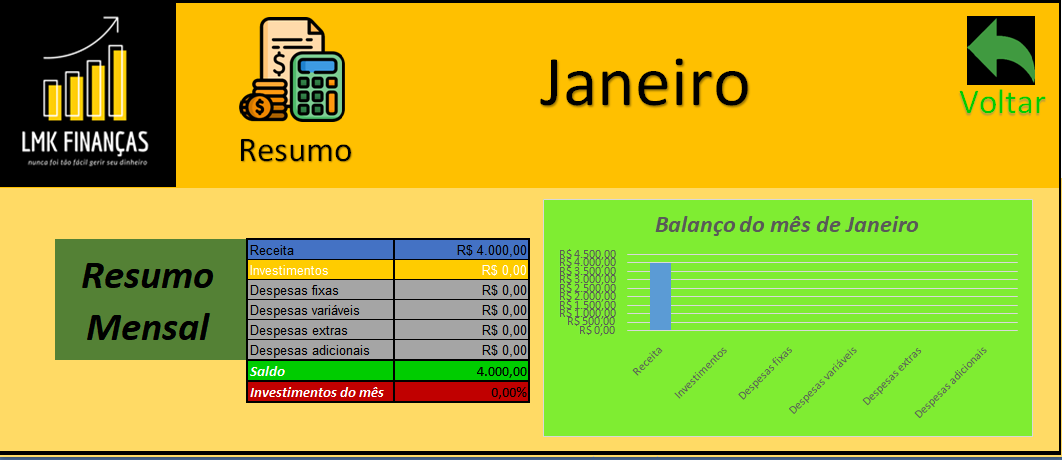 LMK FINANÇAS
nunca foi tão fácil gerir seu dinheiro
Resumo
Janeiro
Voltar
Resumo
Mensal
Receita R$ 4.000,00
Investimentos R$ 0,00
Despesas fixas R$ 0,00
Despesas variáveis R$ 0,00
Despesas extras R$ 0,00
Despesas adicionais R$ 0,00
Saldo 4.000,00
Investimentos do mês 0,00%
Balanço do mês de Janeiro
R$ 4.500,00
R$ 4.000,00
R$ 3.500,00
R$ 3.000,00
R$ 2.500,00
R$ 2.000,00
R$ 1.500,00
R$ 1.000,00
R$ 500,00
R$ 0,00
Receita
Investimentos
Despesas fixas
Despesas variáveis
Despesas extras
Despesas adicionais